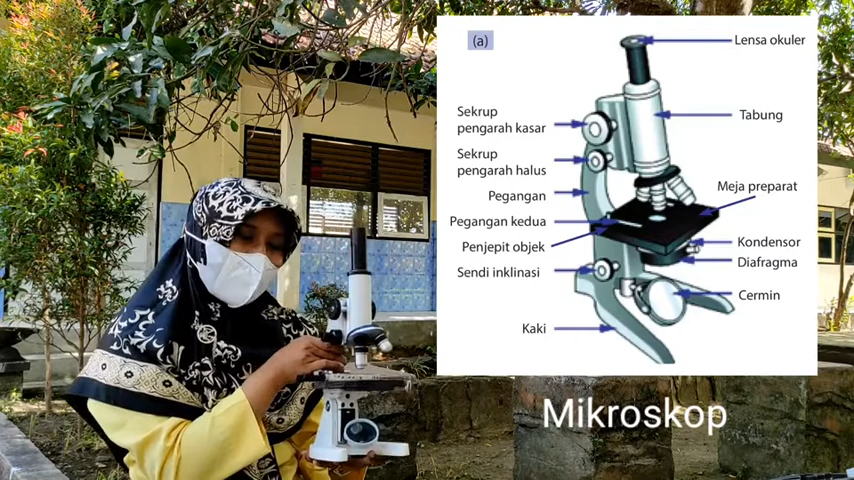 (a)
Lensa okuler
Sekrup
pengarah kasar
Tabung
Sekrup
pengarah halus
Pegangan
Meja preparat
Pegangan kedua
Penjepit objek
Kondensor
Diafragma
Sendi inklinasi
Cermin
Kaki
Mikroskop